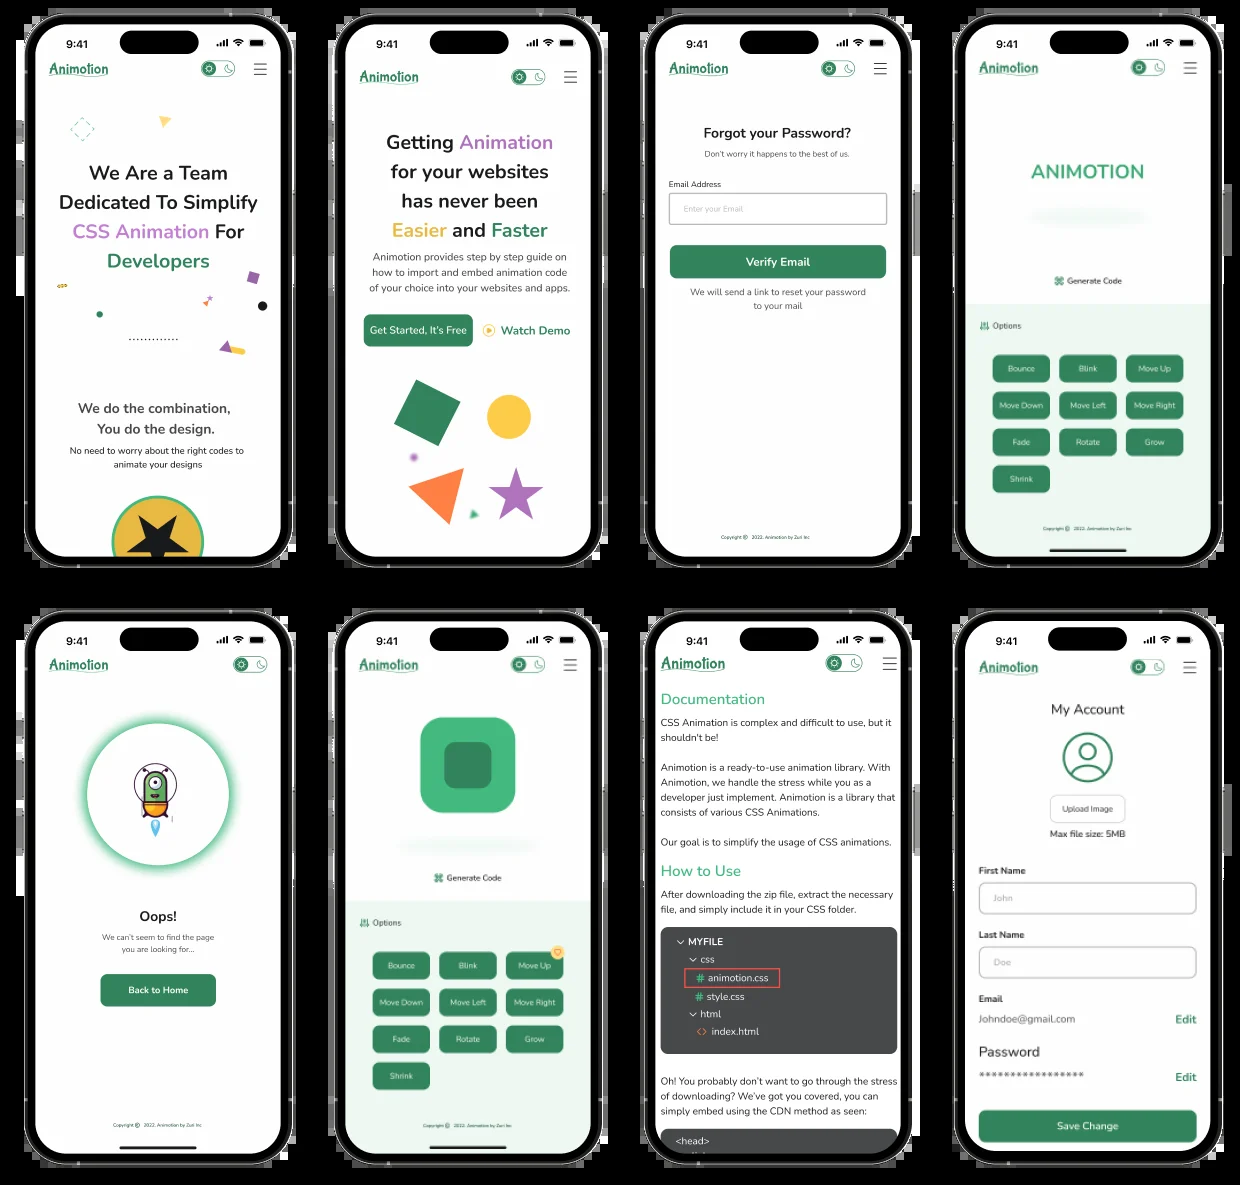 9:41
Animotion
We Are a Team
Dedicated To Simplify
CSS Animation For
Developers
We do the combination,
You do the design.
No need to worry about the right codes to
animate your designs
9:41
Animotion
Getting Animation
for your websites
has never been
Easier and Faster
Animotion provides step by step guide on
how to import and embed animation code
of your choice into your websites and apps.
Get Started, It's Free
Watch Demo
9:41
Animotion
Forgot your Password?
Don't worry it happens to the best of us.
Email Address
Enter your Email
Verify Email
We will send a link to reset your password
to your mail
Copyright © 2022. Animotion by Zuri Inc
9:41
Animotion
ANIMOTION
Generate Code
Options
Bounce
Blink
Move Up
Move Down
Move Left
Move Right
Fade
Rotate
Grow
Shrink
Copyright © 2022. Animotion by Zuri Inc
9:41
Animotion
Oops!
We can't seem to find the page
you are looking for...
Back to Home
Copyright © 2022. Animotion by Zuri Inc
9:41
Animotion
Generate Code
Options
Bounce
Blink
Move Up
Move Down
Move Left
Move Right
Fade
Rotate
Grow
Shrink
Copyright © 2022. Animotion by Zuri Inc
9:41
Animotion
Documentation
CSS Animation is complex and difficult to use, but it
shouldn't be!
Animotion is a ready-to-use animation library. With
Animotion, we handle the stress while you as a
developer just implement. Animotion is a library that
consists of various CSS Animations.
Our goal is to simplify the usage of CSS animations.
How to Use
After downloading the zip file, extract the necessary
file, and simply include it in your CSS folder.
MYFILE
css
# animotion.css
# style.css
html
<> index.html
Oh! You probably don't want to go through the stress
of downloading? We've got you covered, you can
simply embed using the CDN method as seen:
<head>
9:41
Animotion
My Account
Upload Image
Max file size: 5MB
First Name
John
Last Name
Doe
Email
Johndoe@gmail.com
Edit
Password
*****************
Edit
Save Change